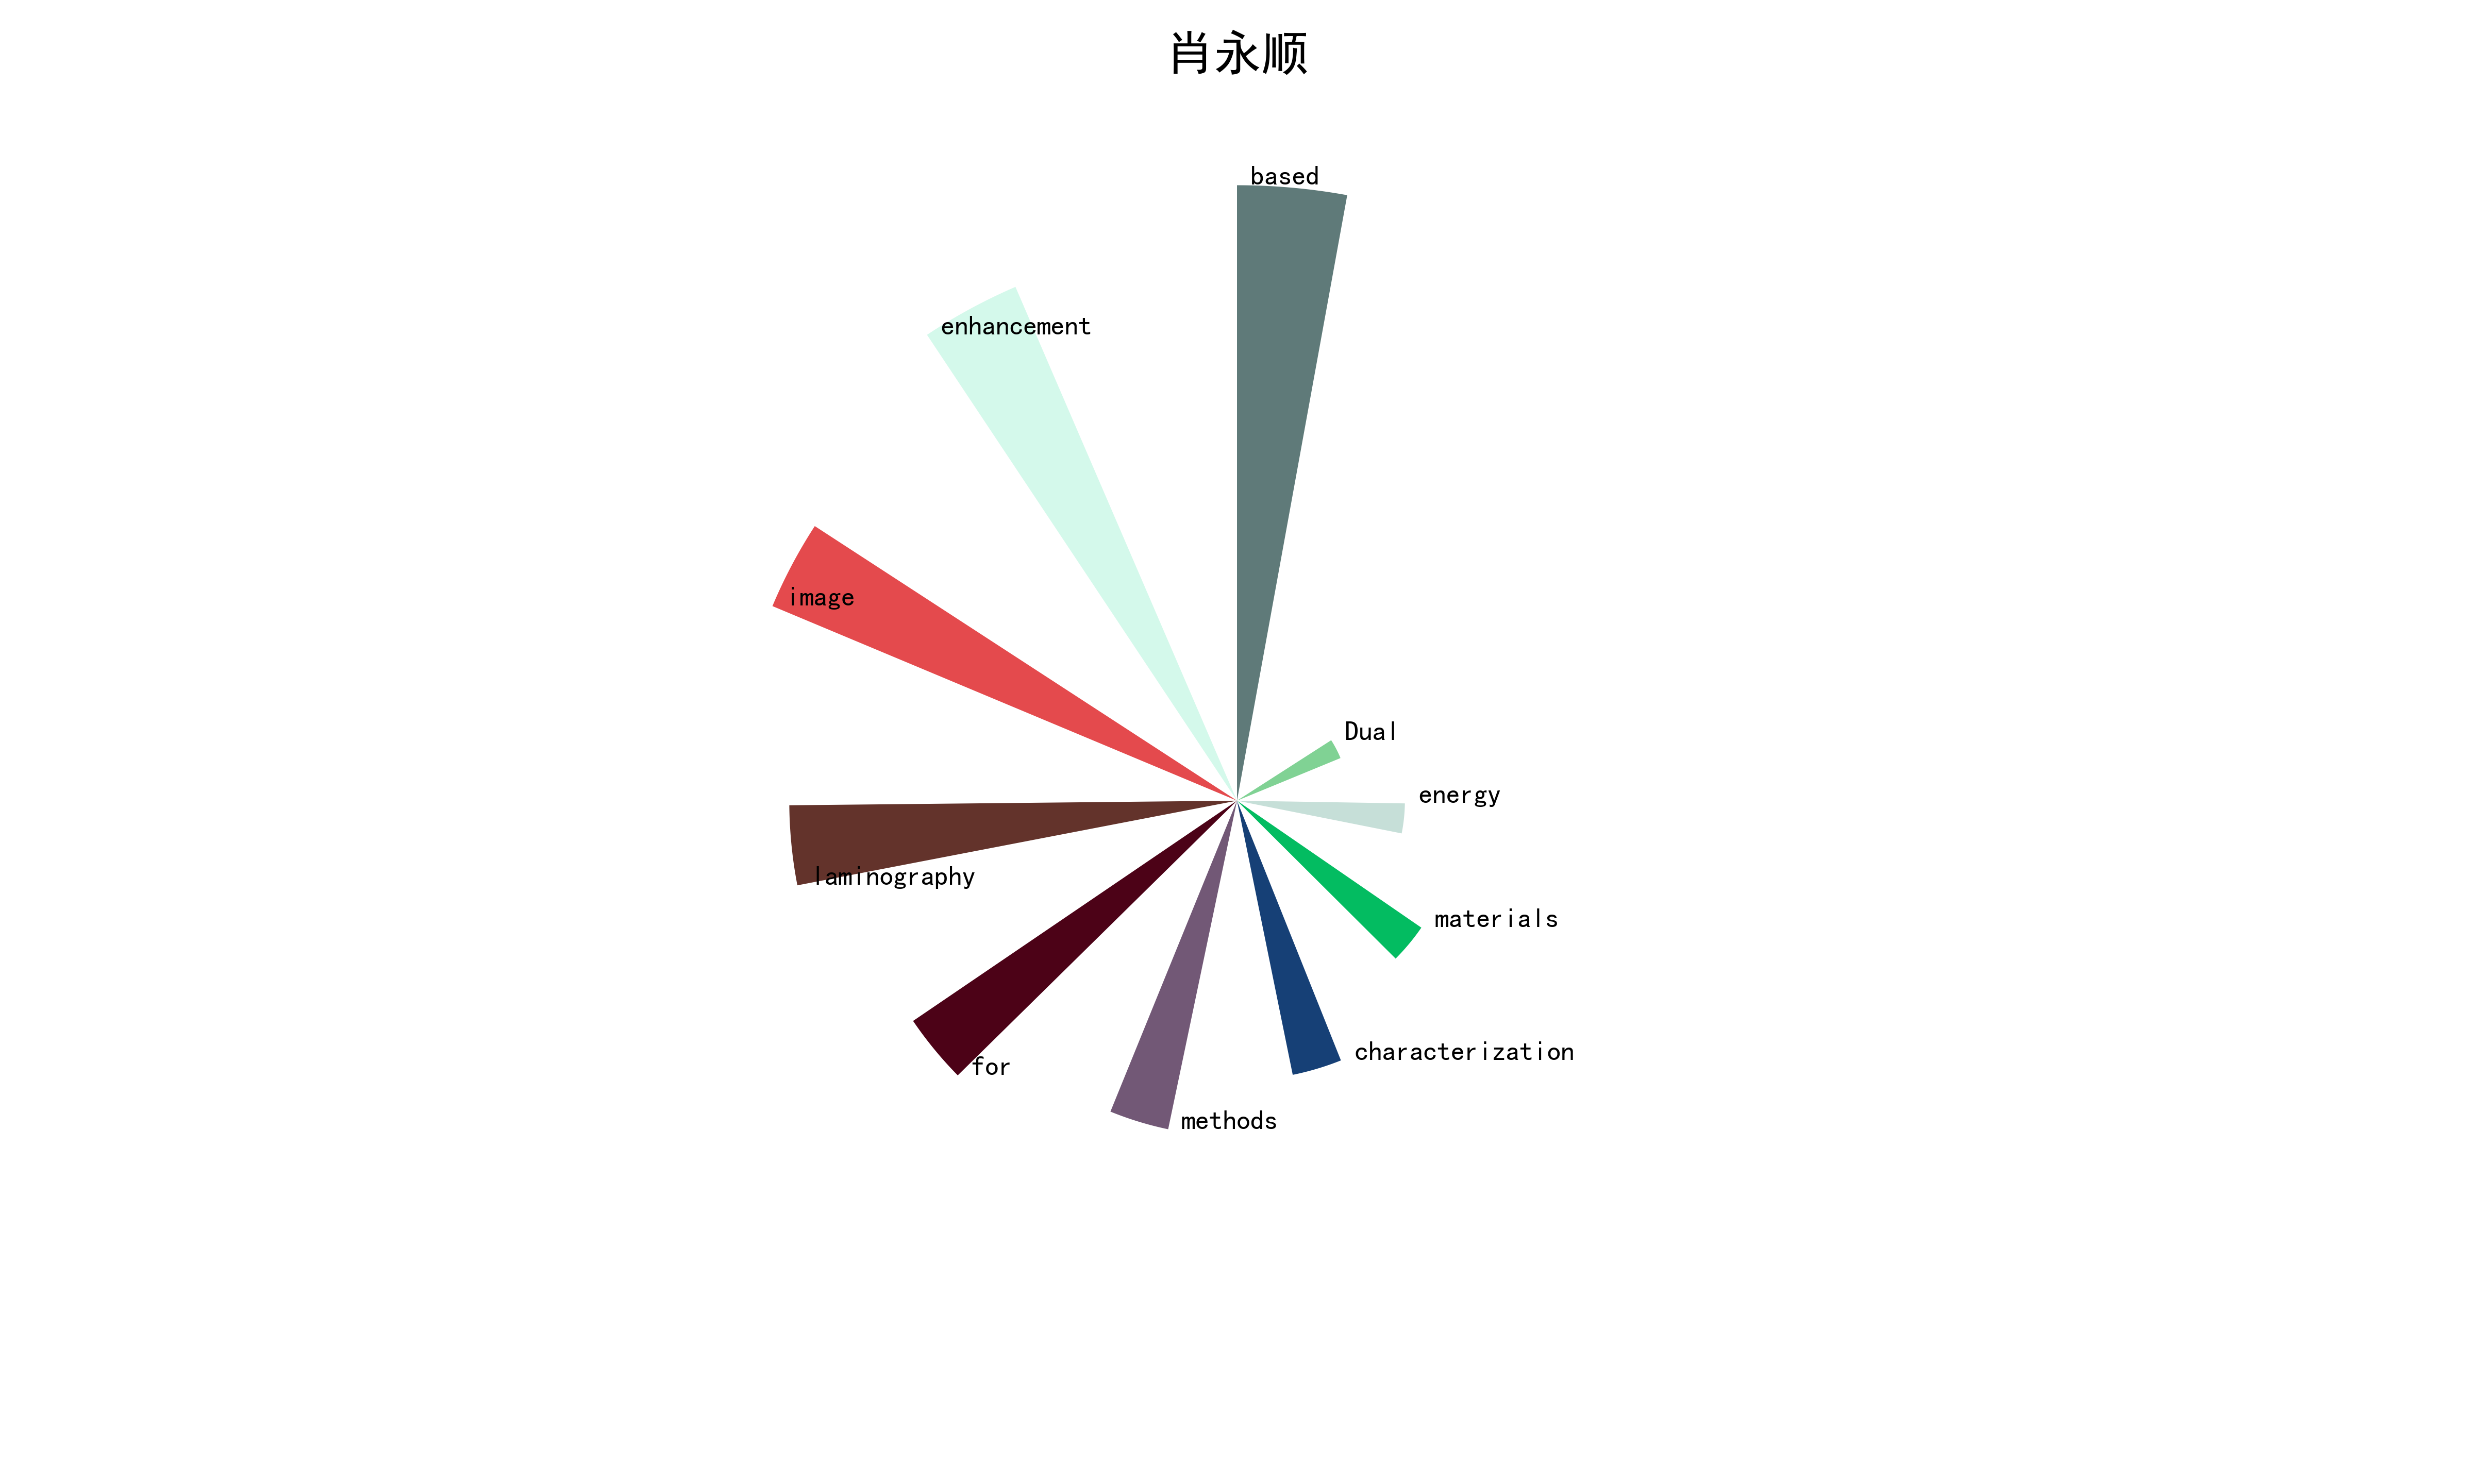 肖永顺
based
enhancement
image
Dual
energy
laminography
materials
characterization
for
methods